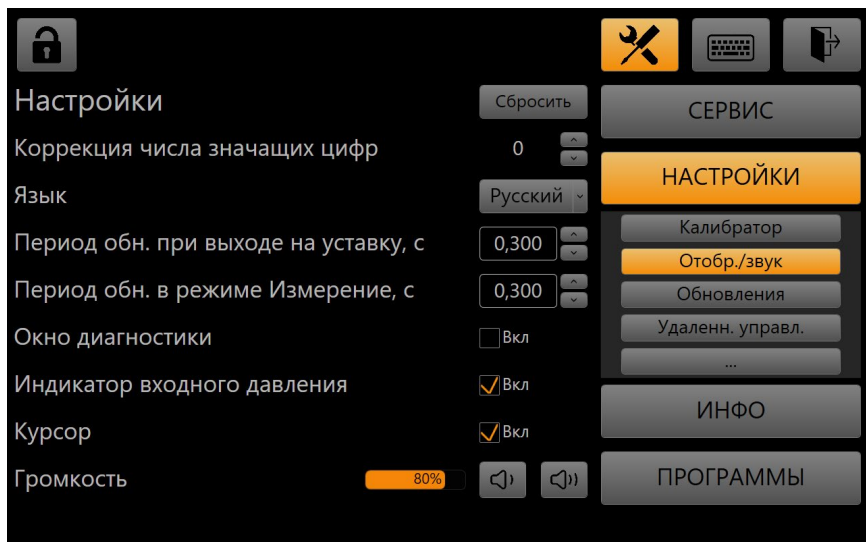 Настройки
Сбросить
Коррекция числа значащих цифр 0
Язык Русский
Период обн. при выходе на уставку, с 0,300
Период обн. в режиме Измерение, с 0,300
Окно диагностики Вкл
Индикатор входного давления Вкл
Курсор Вкл
Громкость 80%
СЕРВИС
НАСТРОЙКИ
Калибратор
Отобр./звук
Обновления
Удаленн. управл.
...
ИНФО
ПРОГРАММЫ